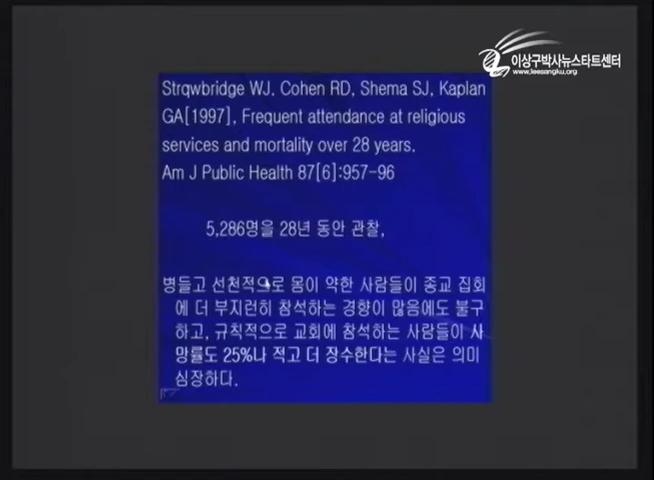 이상구박사뉴스타트센터
www.leesangku.org
Strqwbridge WJ, Cohen RD, Shema SJ, Kaplan
GA[1997], Frequent attendance at religious
services and mortality over 28 years.
Am J Public Health 87[6]:957-96
5,286명을 28년 동안 관찰,
병들고 선천적으로 몸이 약한 사람들이 종교 집회
에 더 부지런히 참석하는 경향이 많음에도 불구
하고, 규칙적으로 교회에 참석하는 사람들이 사
망률도 25%나 적고 더 장수한다는 사실은 의미
심장하다.